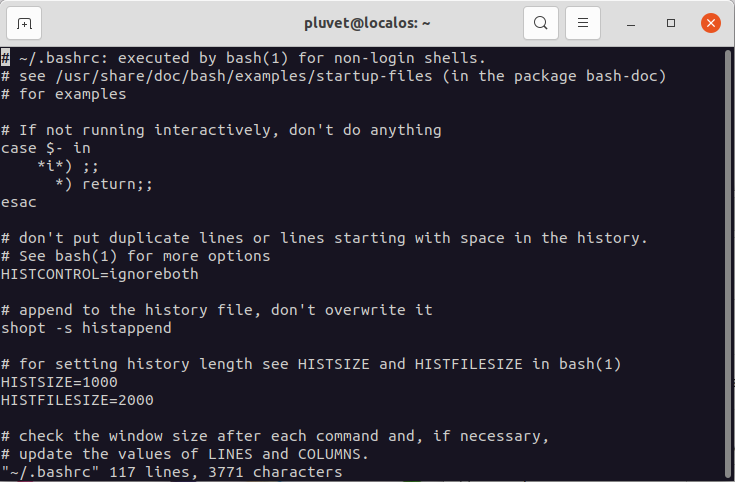 pluvet@localos: ~
# ~/.bashrc: executed by bash(1) for non-login shells.
# see /usr/share/doc/bash/examples/startup-files (in the package bash-doc)
# for examples

# If not running interactively, don't do anything
case $- in
    *i*) ;;
      *) return;;
esac

# don't put duplicate lines or lines starting with space in the history.
# See bash(1) for more options
HISTCONTROL=ignoreboth

# append to the history file, don't overwrite it
shopt -s histappend

# for setting history length see HISTSIZE and HISTFILESIZE in bash(1)
HISTSIZE=1000
HISTFILESIZE=2000

# check the window size after each command and, if necessary,
# update the values of LINES and COLUMNS.
"~/.bashrc" 117 lines, 3771 characters